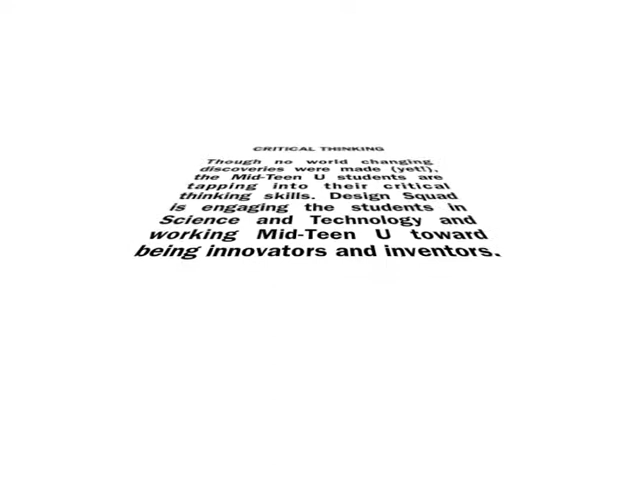 CRITICAL THINKING
Though no world changing
discoveries were made (yet!),
the Mid-Teen U students are
tapping into their critical
thinking skills. Design Squad
is engaging the students in
Science and Technology and
working Mid-Teen U toward
being innovators and inventors.